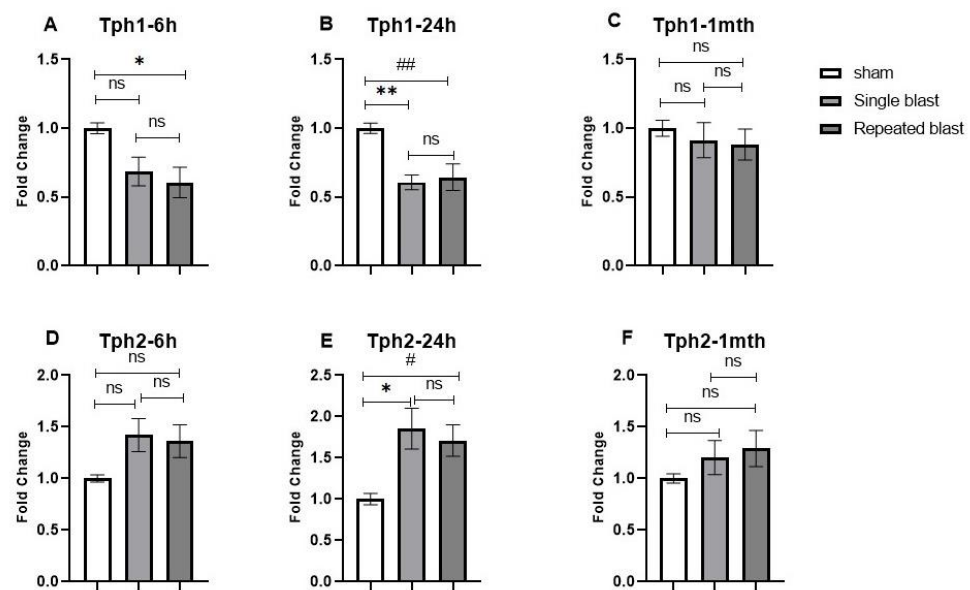 A Tph1-6h
1.5
1.0
0.5
0.0
Fold Change
*
ns
ns
B Tph1-24h
1.5
1.0
0.5
0.0
Fold Change
##
**
ns
C Tph1-1mth
1.5
1.0
0.5
0.0
Fold Change
ns
ns
ns
sham
Single blast
Repeated blast
D Tph2-6h
2.0
1.5
1.0
0.5
0.0
Fold Change
ns
ns
ns
E Tph2-24h
2.5
2.0
1.5
1.0
0.5
0.0
Fold Change
#
*
ns
F Tph2-1mth
2.0
1.5
1.0
0.5
0.0
Fold Change
ns
ns
ns